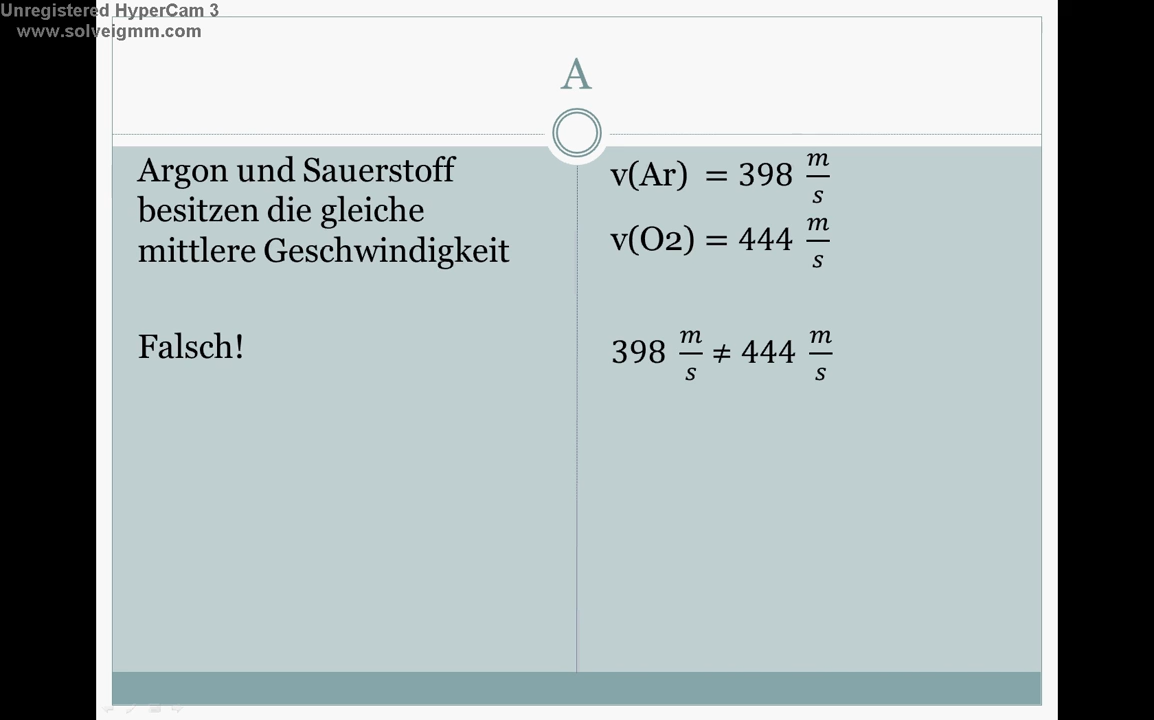 Unregistered HyperCam 3
www.solveigmm.com
A
Argon und Sauerstoff
besitzen die gleiche
mittlere Geschwindigkeit
Falsch!
v(Ar) = 398 m/s
v(O2) = 444 m/s
398 m/s ≠ 444 m/s